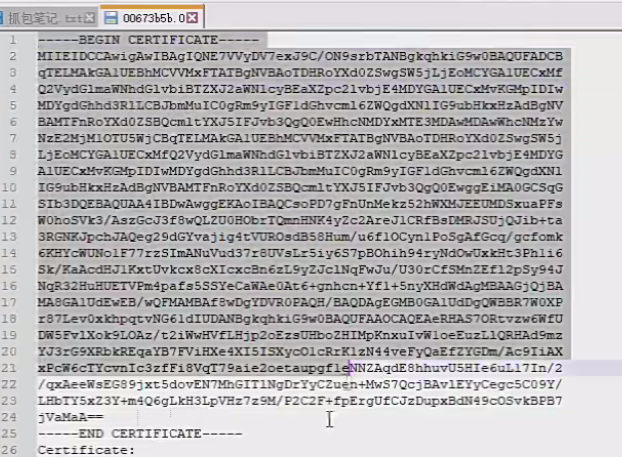 抓包笔记.txt 00673b5b.0
1 -----BEGIN CERTIFICATE-----
2 MIIEIDCCAwigAwIBAgIQNE7VVyDV7exJ9C/ON9srbTANBgkqhkiG9w0BAQUFADCB
3 qTELMAkGA1UEBhMCVVMxFTATBgNVBAoTDHRoYXd0ZSwgSW5jLjEoMCYGA1UECxMf
4 Q2VydGlmaWNhdGlvbiBTZXJ2aWNlcyBEaXZpc2lvbjE4MDYGA1UECxMvKGMpIDIw
5 MDYgdGhhd3RlLCBJbmMuIC0gRm9yIGF1dGhvcml6ZWQgdXNlIG9ubHkxHzAdBgNV
6 BAMTFnRoYXd0ZSBQcmltYXJ5IFJvb3QgQ0EwHhcNMDYxMTE3MDAwMDAwWhcNMzYw
7 NzE2MjM1OTU5WjCBqTELMAkGA1UEBhMCVVMxFTATBgNVBAoTDHRoYXd0ZSwgSW5j
8 LjEoMCYGA1UECxMfQ2VydGlmaWNhdGlvbiBTZXJ2aWNlcyBEaXZpc2lvbjE4MDYG
9 A1UECxMvKGMpIDIwMDYgdGhhd3RlLCBJbmMuIC0gRm9yIGF1dGhvcml6ZWQgdXNl
10 IG9ubHkxHzAdBgNVBAMTFnRoYXd0ZSBQcmltYXJ5IFJvb3QgQ0EwggEiMA0GCSqG
11 SIb3DQEBAQUAA4IBDwAwggEKAoIBAQCsoPD7gFnUnMekz52hWXMJEEUMDSxuaPFs
12 W0hoSVk3/AszGcJ3f8wQLZU0HObrTQmnHNK4yZc2AreJ1CRfBsDMRJSUjQJib+ta
13 3RGNKJpchJAQeg29dGYvajig4tVUROsdB58Hum/u6f1OCyn1PoSgAfGcq/gcfomk
14 6KHYcWUNo1F77rzSImANuVud37r8UVsLr5iy6S7pBOhih94ryNdOwUxkHt3Ph1i6
15 Sk/KaAcdHJ1KxtUvkcx8cXIcxcBn6zL9yZJclNqFwJu/U30rCfSMnZEfl2pSy94J
16 NqR32HuHUETVPm4pafs5SSYeCaWAe0At6+gnhcn+Yf1+5nyXHdWdAgMBAAGjQjBA
17 MA8GA1UdEwEB/wQFMAMBAf8wDgYDVR0PAQH/BAQDAgEGMB0GA1UdDgQWBBR7W0XP
18 r87Lev0xkhpqtvNG61dIUDANBgkqhkiG9w0BAQUFAAOCAQEAeRHAS7ORtvzw6WfU
19 DW5FvlXok9LOAz/t2iWwHVfLHjp2oEzsUHboZHIMpKnxuIvW1oeEuzLlQRHAd9mz
20 YJ3rG9XRbkREqaYB7FViHXe4XI5ISXycO1cRrK1zN44veFyQaEfZYGDm/Ac9IiAX
21 xPcW6cTYcvnIc3zfFi8VqT79aie2oetaupgf1eNNZAqdE8hhuvU5HIe6uL17In/2
22 /qxAeeWsEG89jxt5dovEN7MhGITlNgDrYyCZuen+MwS7QcjBAvlEYyCegc5C09Y/
23 LHbTY5xZ3Y+m4Q6gLkH3LpVHz7z9M/P2C2F+fpErgUfCJzDupxBdN49cOSvkBPB7
24 jVaMaA==
25 -----END CERTIFICATE-----
26 Certificate: